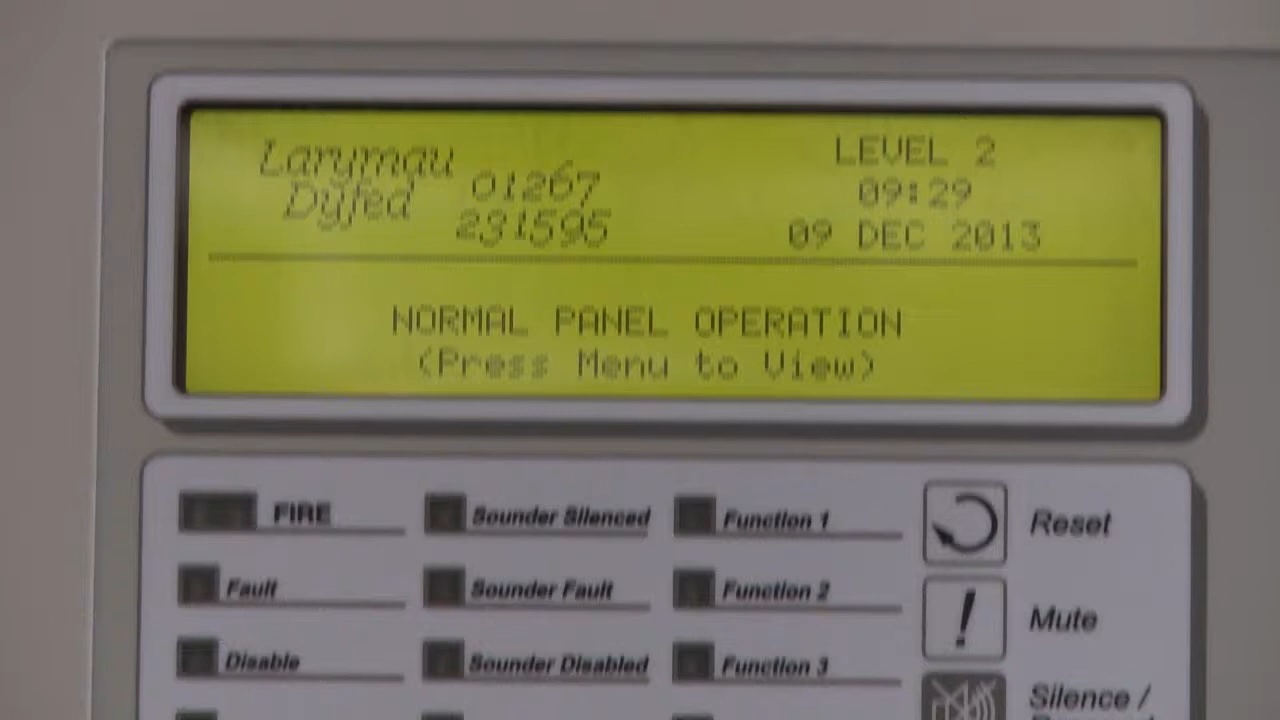 Larymau
Dyfed
01267
231595
LEVEL 2
09:29
09 DEC 2013
NORMAL PANEL OPERATION
(Press Menu to View)
FIRE
Sounder Silenced
Function 1
Reset
Fault
Sounder Fault
Function 2
Mute
Disable
Sounder Disabled
Function 3
Silence /